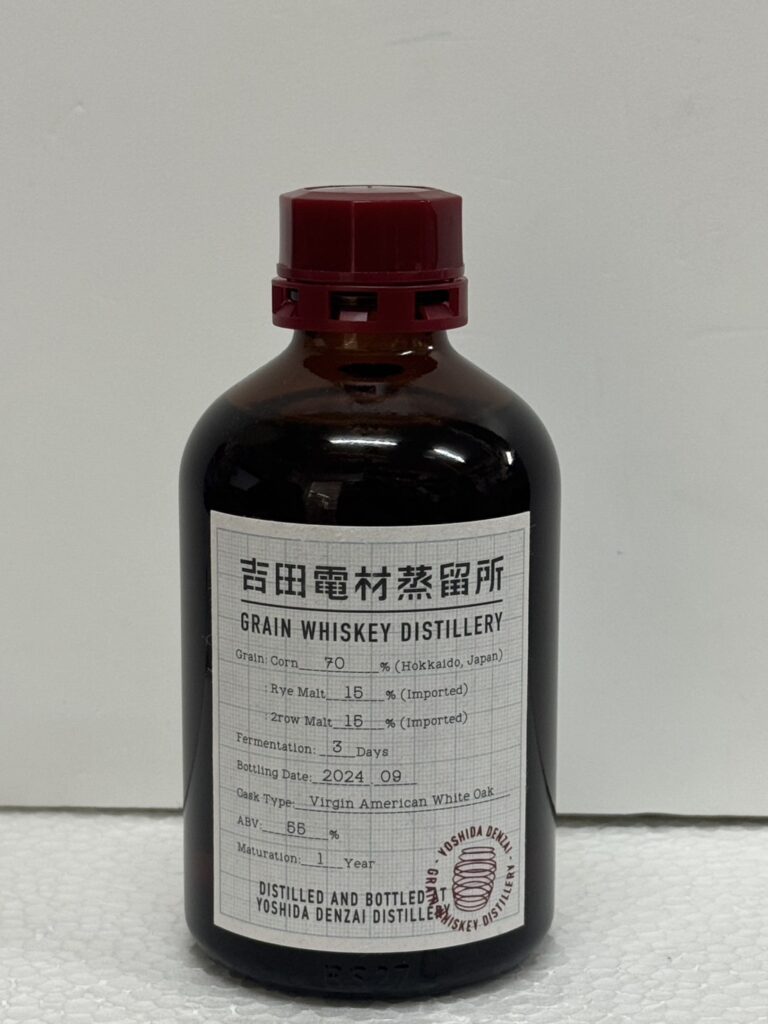 吉田電材蒸留所
GRAIN WHISKEY DISTILLERY
Grain: Corn 70 % (Hokkaido, Japan)
: Rye Malt 15 % (Imported)
: 2row Malt 15 % (Imported)
Fermentation: 3 Days
Bottling Date: 2024 . 09
Cask Type: Virgin American White Oak
ABV: 55 %
Maturation: 1 Year
DISTILLED AND BOTTLED AT
YOSHIDA DENZAI DISTILLERY
YOSHIDA DENZAI - GRAIN WHISKEY DISTILLERY -